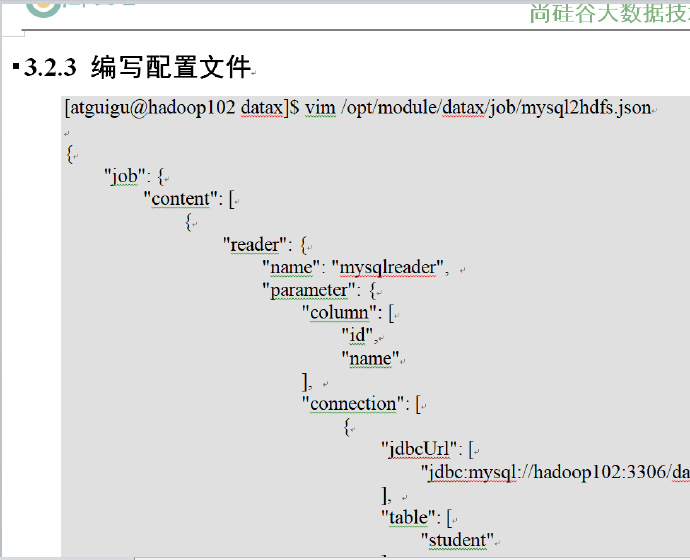 尚硅谷大数据技
3.2.3 编写配置文件
[atguigu@hadoop102 datax]$ vim /opt/module/datax/job/mysql2hdfs.json
{
"job": {
"content": [
{
"reader": {
"name": "mysqlreader",
"parameter": {
"column": [
"id",
"name"
],
"connection": [
{
"jdbcUrl": [
"jdbc:mysql://hadoop102:3306/da
],
"table": [
"student"